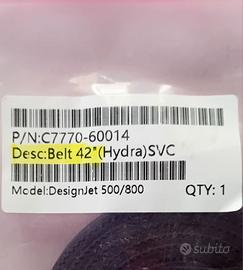 P/N:C7770-60014
Desc:Belt 42"(Hydra)SVC
Model:DesignJet 500/800
QTY: 1
subito